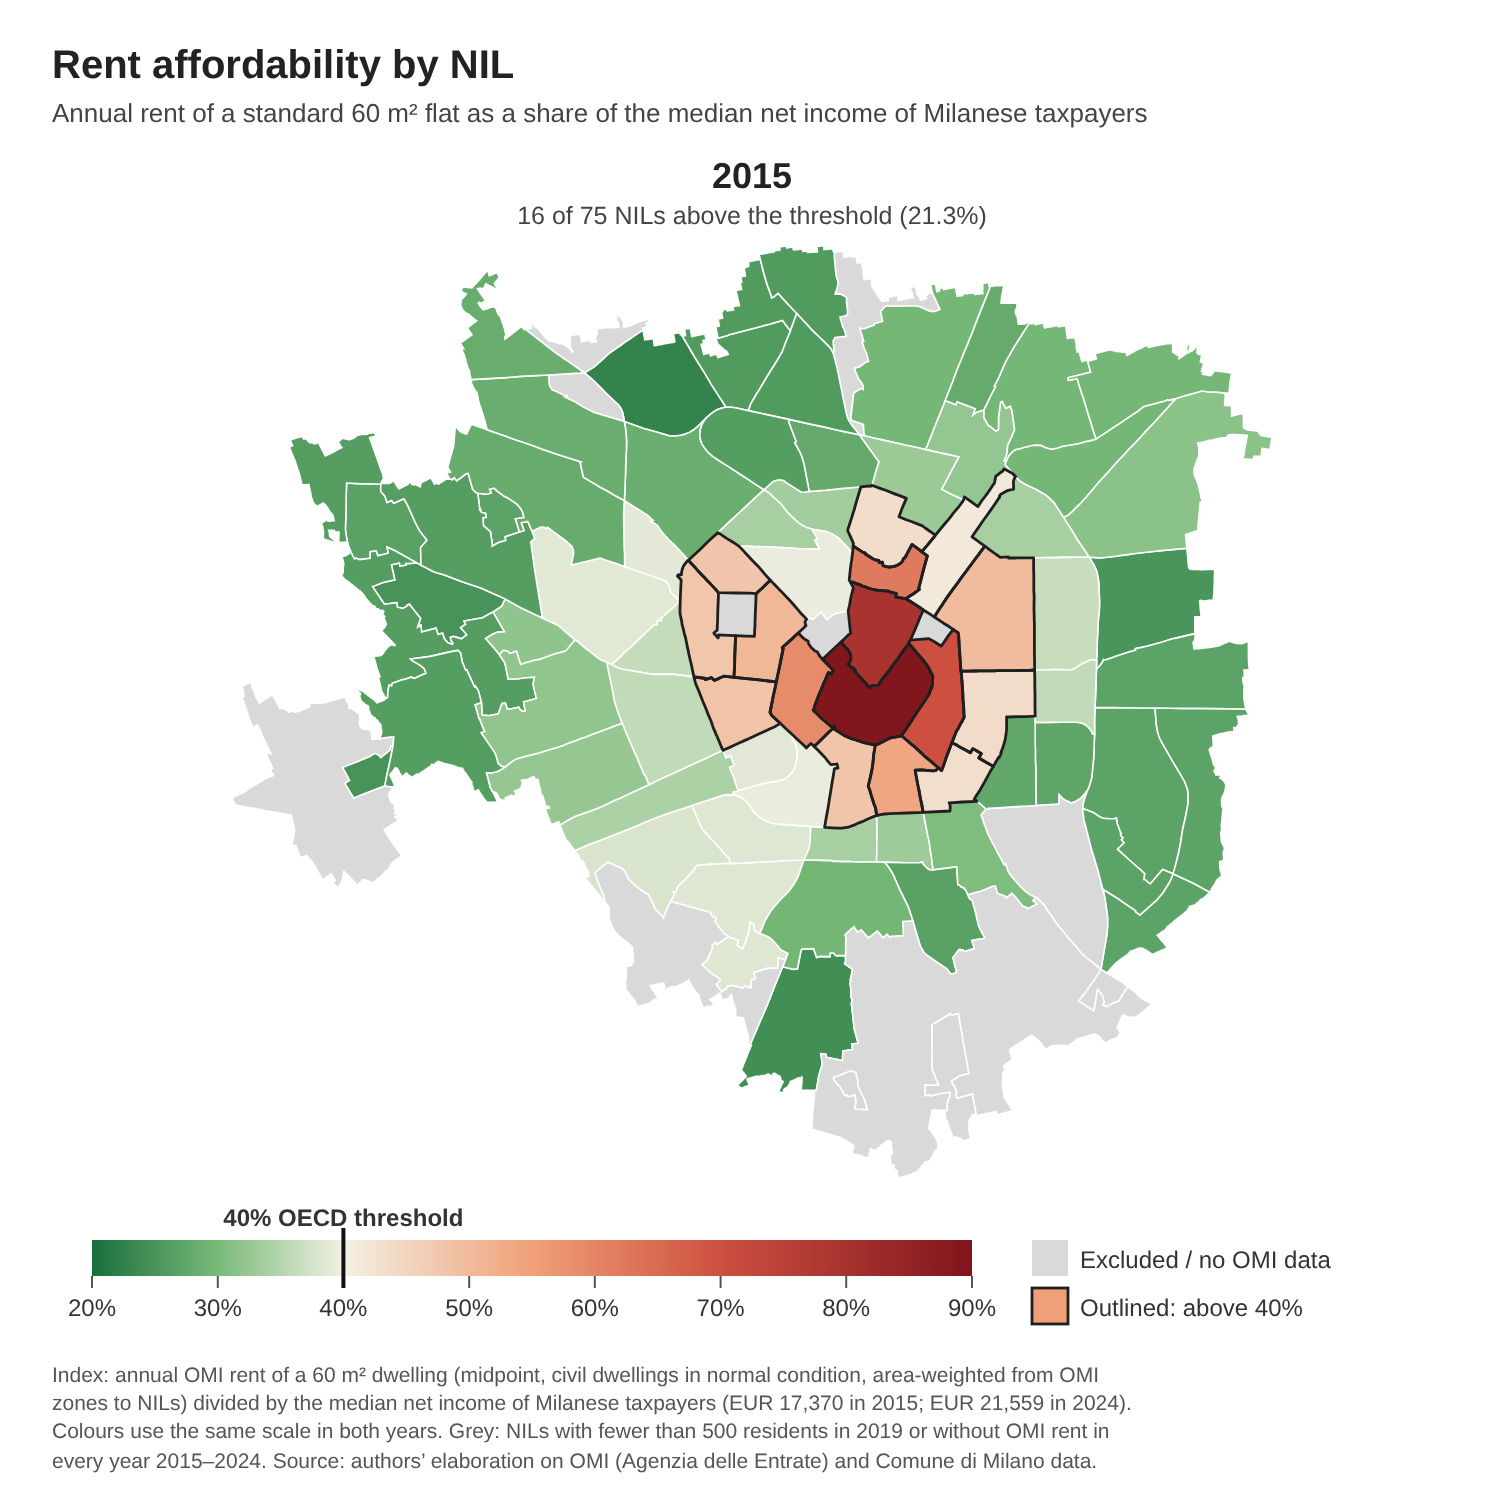 Rent affordability by NIL
Annual rent of a standard 60 m² flat as a share of the median net income of Milanese taxpayers
2015
16 of 75 NILs above the threshold (21.3%)
40% OECD threshold
20% 30% 40% 50% 60% 70% 80% 90%
Excluded / no OMI data
Outlined: above 40%
Index: annual OMI rent of a 60 m² dwelling (midpoint, civil dwellings in normal condition, area-weighted from OMI
zones to NILs) divided by the median net income of Milanese taxpayers (EUR 17,370 in 2015; EUR 21,559 in 2024).
Colours use the same scale in both years. Grey: NILs with fewer than 500 residents in 2019 or without OMI rent in
every year 2015–2024. Source: authors’ elaboration on OMI (Agenzia delle Entrate) and Comune di Milano data.